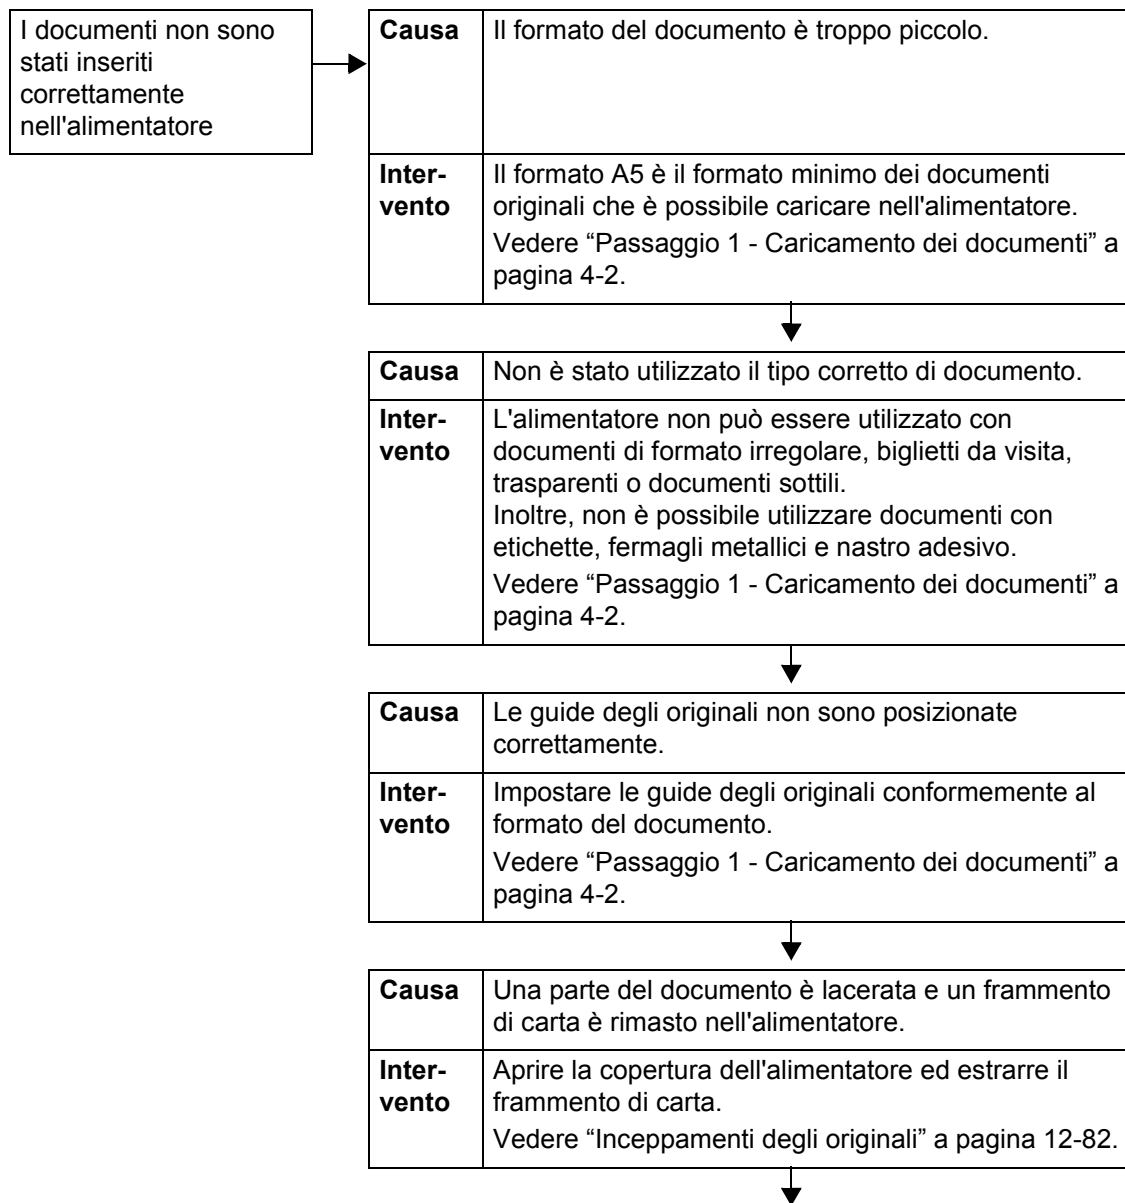 I documenti non sono
stati inseriti
correttamente
nell'alimentatore
Causa
Il formato del documento è troppo piccolo.
Inter-
vento
Il formato A5 è il formato minimo dei documenti
originali che è possibile caricare nell'alimentatore.
Vedere “Passaggio 1 - Caricamento dei documenti” a
pagina 4-2.
Causa
Non è stato utilizzato il tipo corretto di documento.
Inter-
vento
L'alimentatore non può essere utilizzato con
documenti di formato irregolare, biglietti da visita,
trasparenti o documenti sottili.
Inoltre, non è possibile utilizzare documenti con
etichette, fermagli metallici e nastro adesivo.
Vedere “Passaggio 1 - Caricamento dei documenti” a
pagina 4-2.
Causa
Le guide degli originali non sono posizionate
correttamente.
Inter-
vento
Impostare le guide degli originali conformemente al
formato del documento.
Vedere “Passaggio 1 - Caricamento dei documenti” a
pagina 4-2.
Causa
Una parte del documento è lacerata e un frammento
di carta è rimasto nell'alimentatore.
Inter-
vento
Aprire la copertura dell'alimentatore ed estrarre il
frammento di carta.
Vedere “Inceppamenti degli originali” a pagina 12-82.